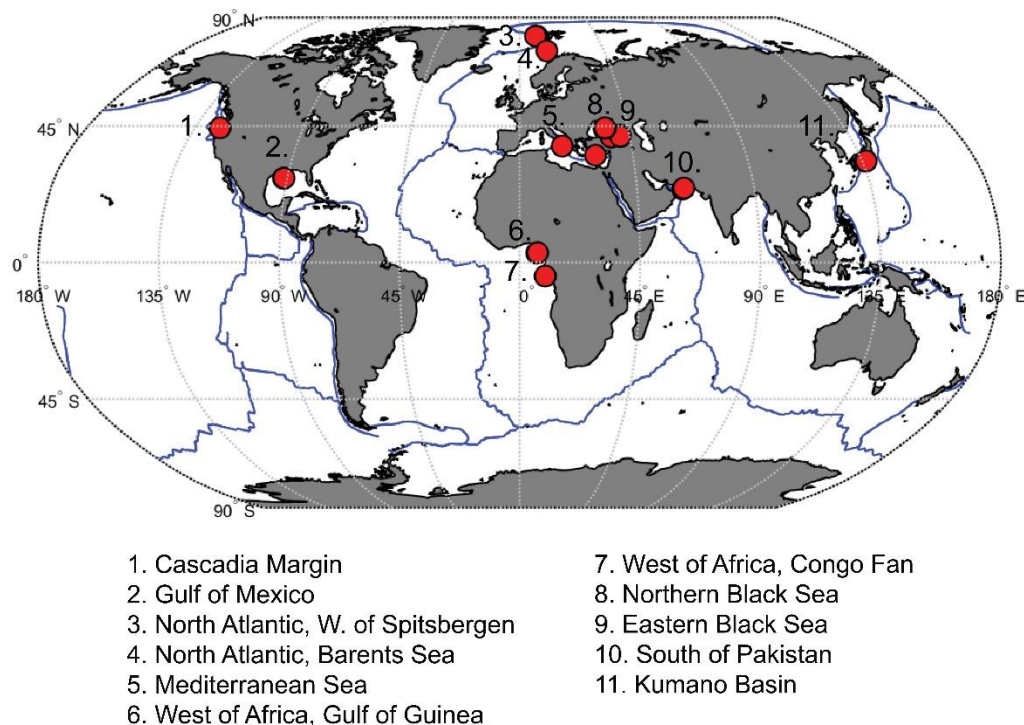 90° N
3.
4.
45° N
1.
2.
5.
8.
9
11.
10.
6.
7.
0°
180° W
135° W
90° W
45° W
0°
45° E
90° E
135° E
180° E
45° S
90° S
1. Cascadia Margin
2. Gulf of Mexico
3. North Atlantic, W. of Spitsbergen
4. North Atlantic, Barents Sea
5. Mediterranean Sea
6. West of Africa, Gulf of Guinea
7. West of Africa, Congo Fan
8. Northern Black Sea
9. Eastern Black Sea
10. South of Pakistan
11. Kumano Basin